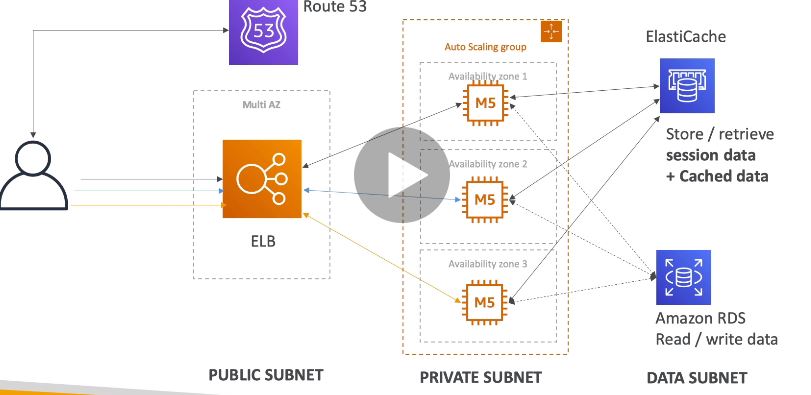 Route 53
53
ElastiCache
Auto Scaling group
Availability zone 1
Multi AZ
M5
Store / retrieve
session data
+ Cached data
Availability zone 2
M5
ELB
Availability zone 3
M5
Amazon RDS
Read / write data
PUBLIC SUBNET
PRIVATE SUBNET
DATA SUBNET